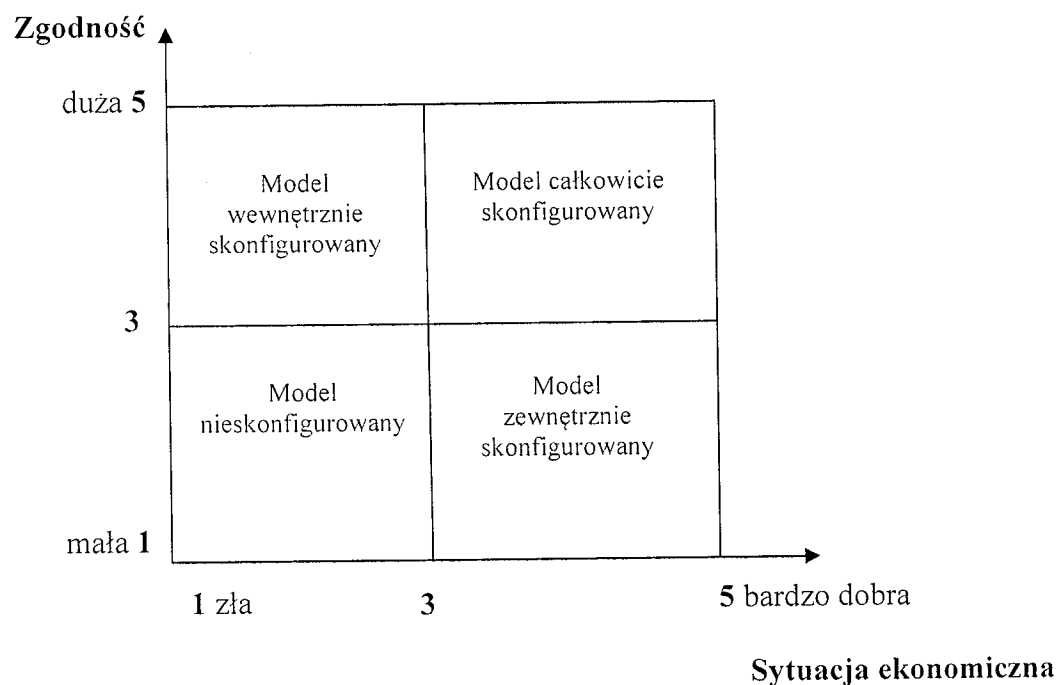 Zgodność
duża 5
Model
wewnętrznie
skonfigurowany
Model całkowicie
skonfigurowany
3
Model
nieskonfigurowany
Model
zewnętrznie
skonfigurowany
mała 1
1 zła
3
5 bardzo dobra
Sytuacja ekonomiczna